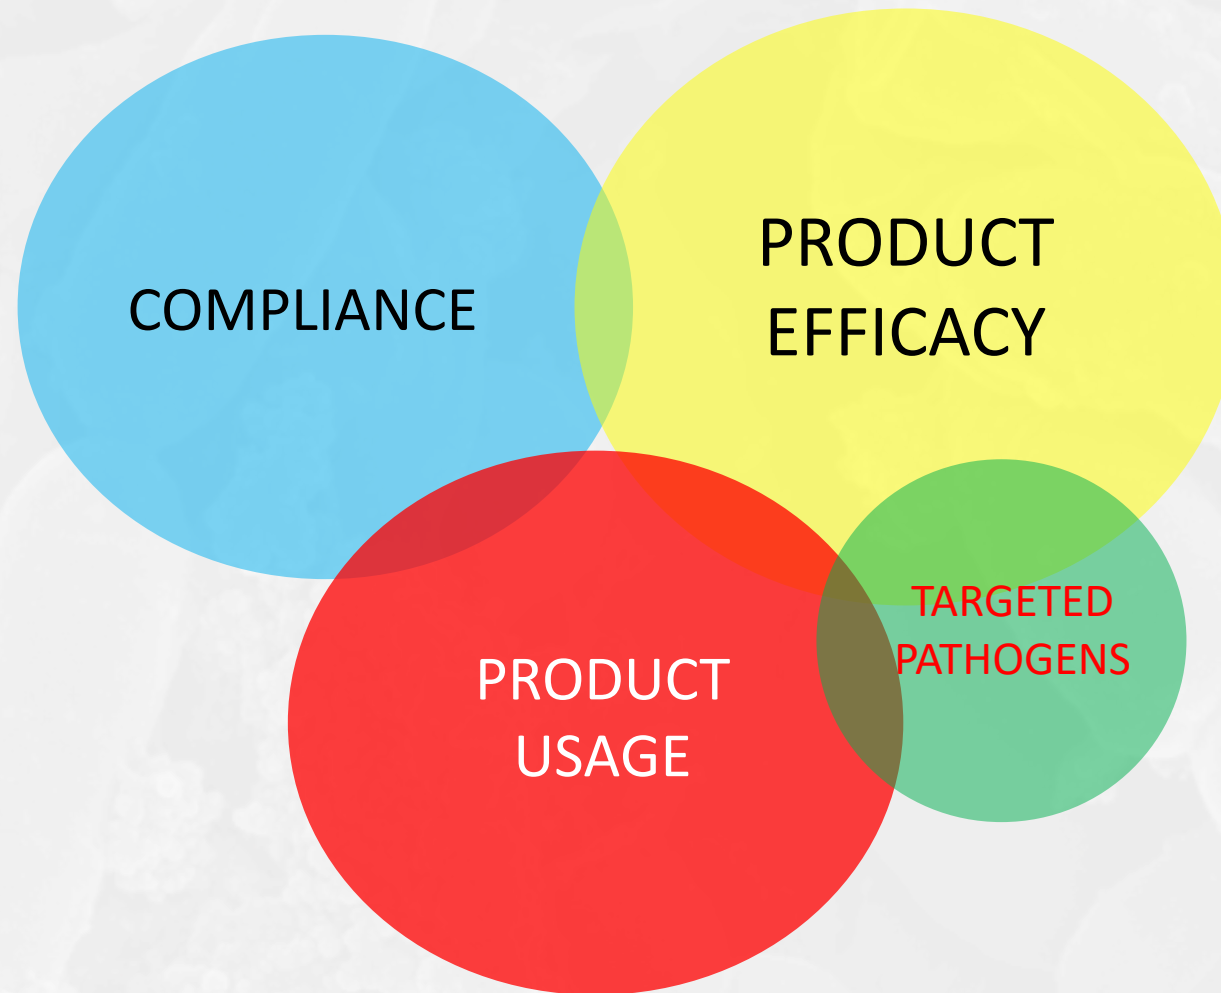 COMPLIANCE
PRODUCT
EFFICACY
PRODUCT
USAGE
TARGETED
PATHOGENS